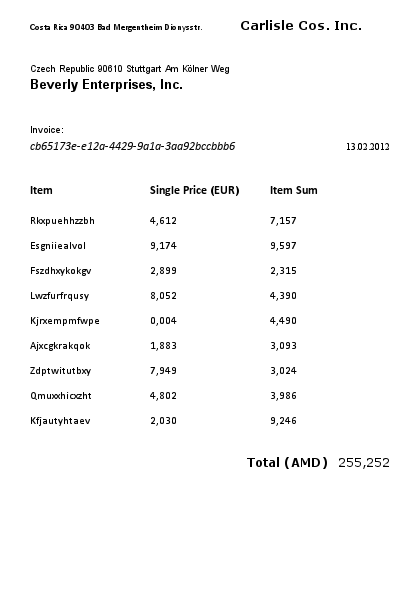 Costa Rica 90403 Bad Mergentheim Dionysstr. Carlisle Cos. Inc.
Czech Republic 90610 Stuttgart Am Kölner Weg
Beverly Enterprises, Inc.
Invoice:
cb65173e-e12a-4429-9a1a-3aa92bccbbb6 13.02.2012
Item Single Price (EUR) Item Sum
Rkxpuehhzzbh 4,612 7,157
Esgniiealvol 9,174 9,597
Fszdhxykokgv 2,899 2,315
Lwzfurfrqusy 8,052 4,390
Kjrxempmfwpe 0,004 4,490
Ajxcgkrakqok 1,883 3,093
Zdptwitutbxy 7,949 3,024
Qmuxxhicxzht 4,802 3,986
Kfjautyhtaev 2,030 9,246
Total (AMD) 255,252